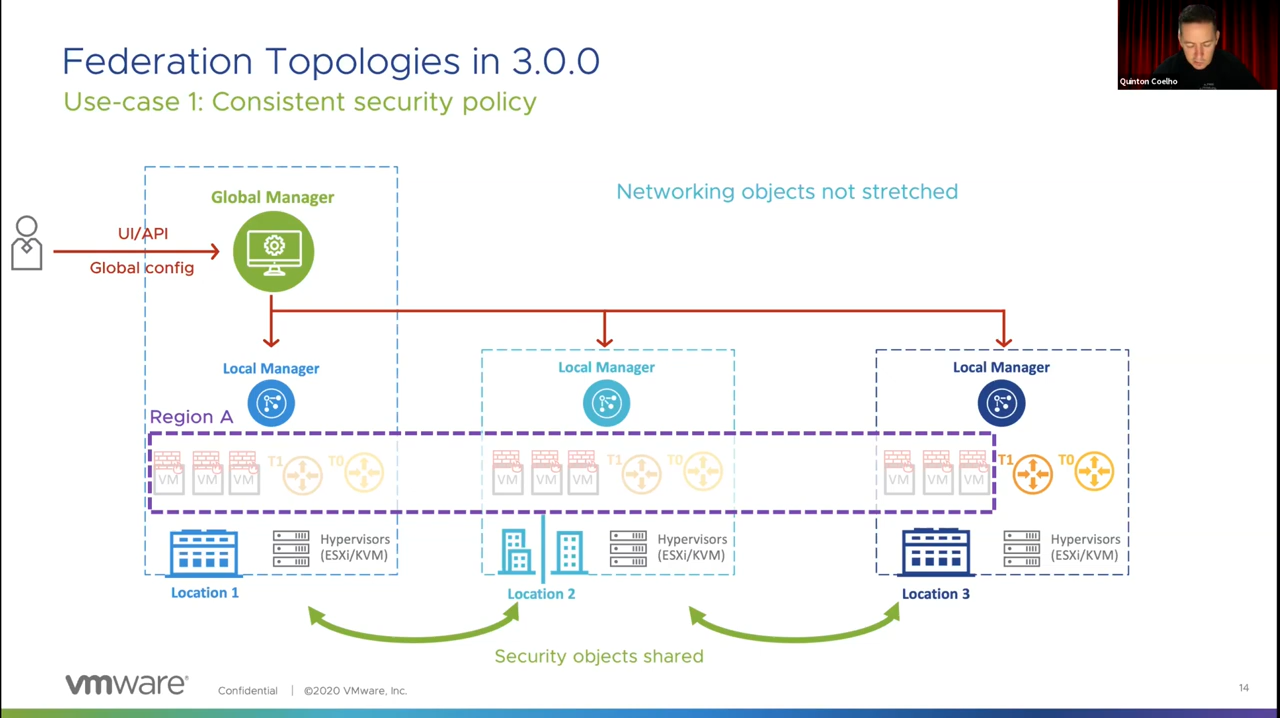 Federation Topologies in 3.0.0
Use-case 1: Consistent security policy
Quinton Coelho
Networking objects not stretched
Global Manager
UI/API
Global config
Local Manager
Local Manager
Local Manager
Region A
VM VM VM T1 T0
VM VM VM T1 T0
VM VM VM T1 T0
Hypervisors
(ESXi/KVM)
Location 1
Hypervisors
(ESXi/KVM)
Location 2
Hypervisors
(ESXi/KVM)
Location 3
Security objects shared
vmware®
Confidential | ©2020 VMware, Inc.
14